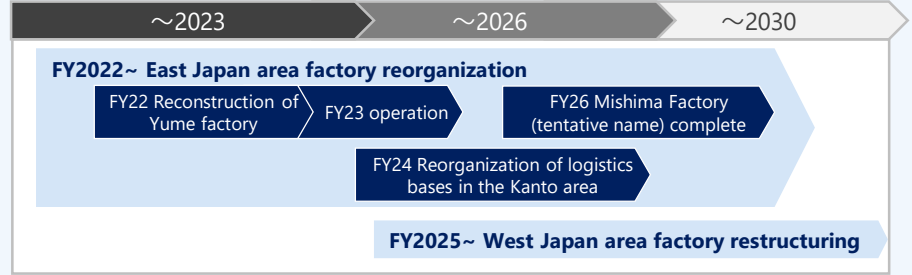 ～2023
～2026
～2030
FY2022~ East Japan area factory reorganization
FY22 Reconstruction of
Yume factory
FY23 operation
FY26 Mishima Factory
(tentative name) complete
FY24 Reorganization of logistics
bases in the Kanto area
FY2025~ West Japan area factory restructuring